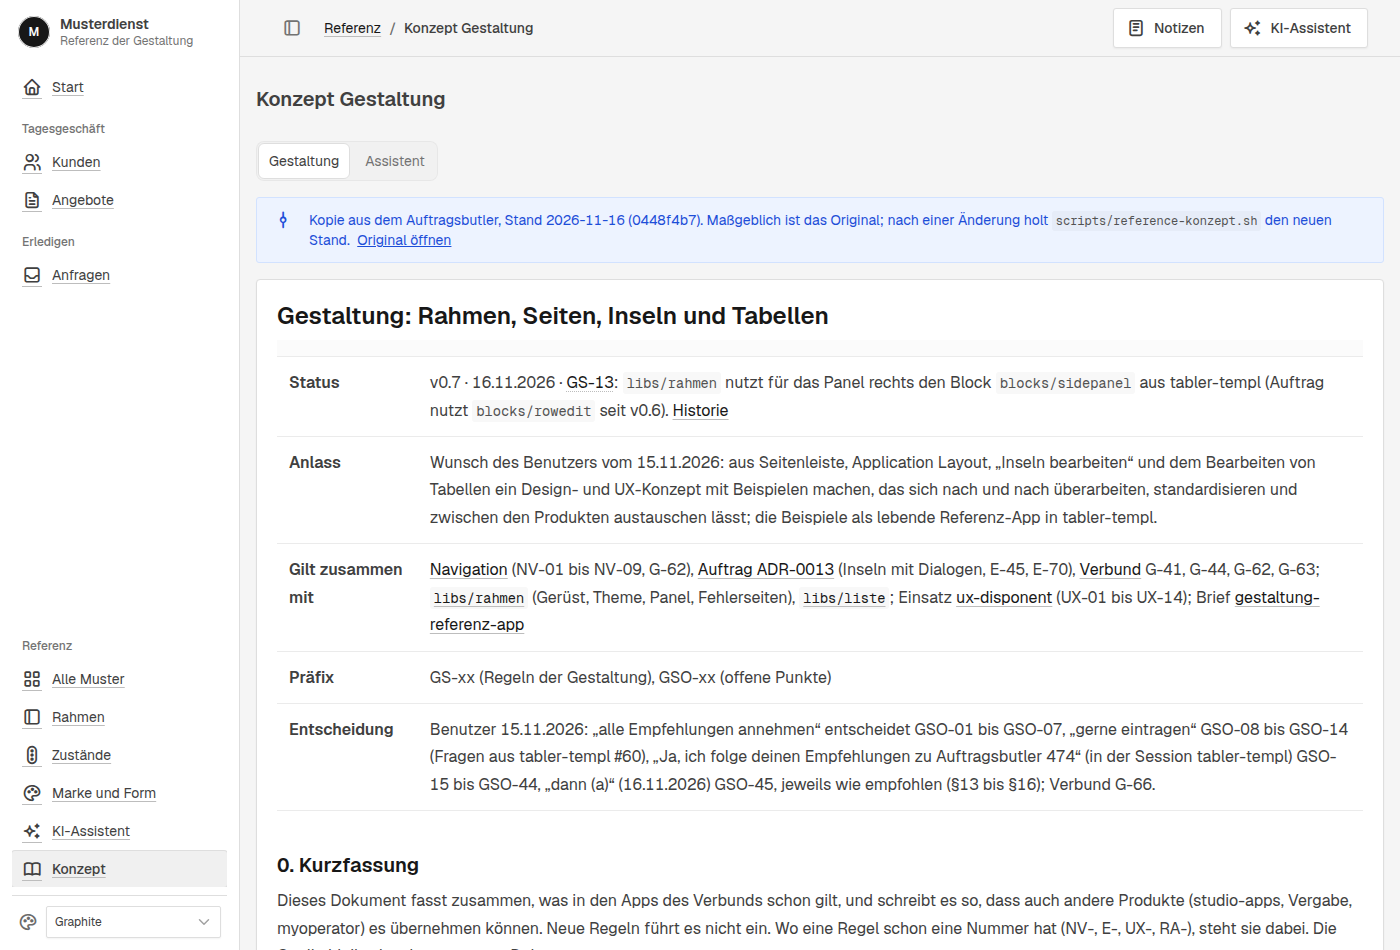 M
Musterdienst
Referenz der Gestaltung
Start
Tagesgeschäft
Kunden
Angebote
Erledigen
Anfragen
Referenz
Alle Muster
Rahmen
Zustände
Marke und Form
KI-Assistent
Konzept
Graphite
Referenz / Konzept Gestaltung
Notizen
KI-Assistent
Konzept Gestaltung
Gestaltung
Assistent
Kopie aus dem Auftragsbutler, Stand 2026-11-16 (0448f4b7). Maßgeblich ist das Original; nach einer Änderung holt scripts/reference-konzept.sh den neuen
Stand. Original öffnen
Gestaltung: Rahmen, Seiten, Inseln und Tabellen
Status
v0.7 · 16.11.2026 · GS-13: libs/rahmen nutzt für das Panel rechts den Block blocks/sidepanel aus tabler-templ (Auftrag
nutzt blocks/rowedit seit v0.6). Historie
Anlass
Wunsch des Benutzers vom 15.11.2026: aus Seitenleiste, Application Layout, „Inseln bearbeiten“ und dem Bearbeiten von
Tabellen ein Design- und UX-Konzept mit Beispielen machen, das sich nach und nach überarbeiten, standardisieren und
zwischen den Produkten austauschen lässt; die Beispiele als lebende Referenz-App in tabler-templ.
Gilt zusammen
mit
Navigation (NV-01 bis NV-09, G-62), Auftrag ADR-0013 (Inseln mit Dialogen, E-45, E-70), Verbund G-41, G-44, G-62, G-63;
libs/rahmen (Gerüst, Theme, Panel, Fehlerseiten), libs/liste ; Einsatz ux-disponent (UX-01 bis UX-14); Brief gestaltung-
referenz-app
Präfix
GS-xx (Regeln der Gestaltung), GSO-xx (offene Punkte)
Entscheidung
Benutzer 15.11.2026: „alle Empfehlungen annehmen“ entscheidet GSO-01 bis GSO-07, „gerne eintragen“ GSO-08 bis GSO-14
(Fragen aus tabler-templ #60), „Ja, ich folge deinen Empfehlungen zu Auftragsbutler 474“ (in der Session tabler-templ) GSO-
15 bis GSO-44, „dann (a)“ (16.11.2026) GSO-45, jeweils wie empfohlen (§13 bis §16); Verbund G-66.
0. Kurzfassung
Dieses Dokument fasst zusammen, was in den Apps des Verbunds schon gilt, und schreibt es so, dass auch andere Produkte (studio-apps, Vergabe,
myoperator) es übernehmen können. Neue Regeln führt es nicht ein. Wo eine Regel schon eine Nummer hat (NV-, E-, UX-, RA-), steht sie dabei. Die